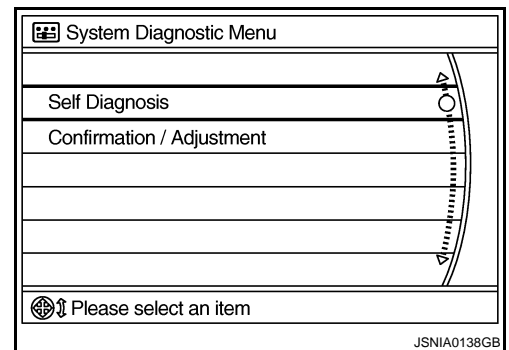 System Diagnostic Menu
Self Diagnosis
Confirmation / Adjustment
Please select an item
JSNIA0138GB